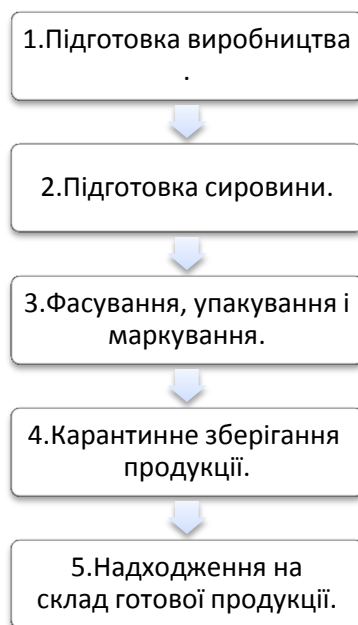 1.Підготовка виробництва
.
2.Підготовка сировини.
3.Фасування, упакування і
маркування.
4.Карантинне зберігання
продукції.
5.Надходження на
склад готової продукції.